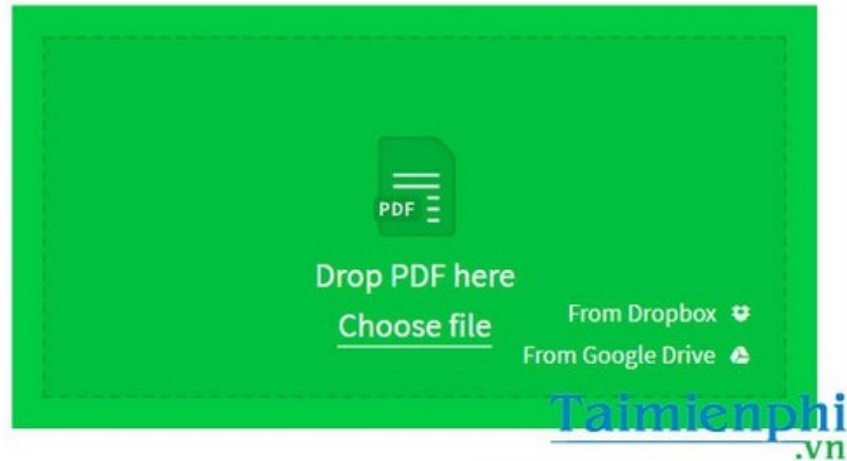 PDF
Drop PDF here
Choose file
From Dropbox
From Google Drive
Taimienphi
.vn